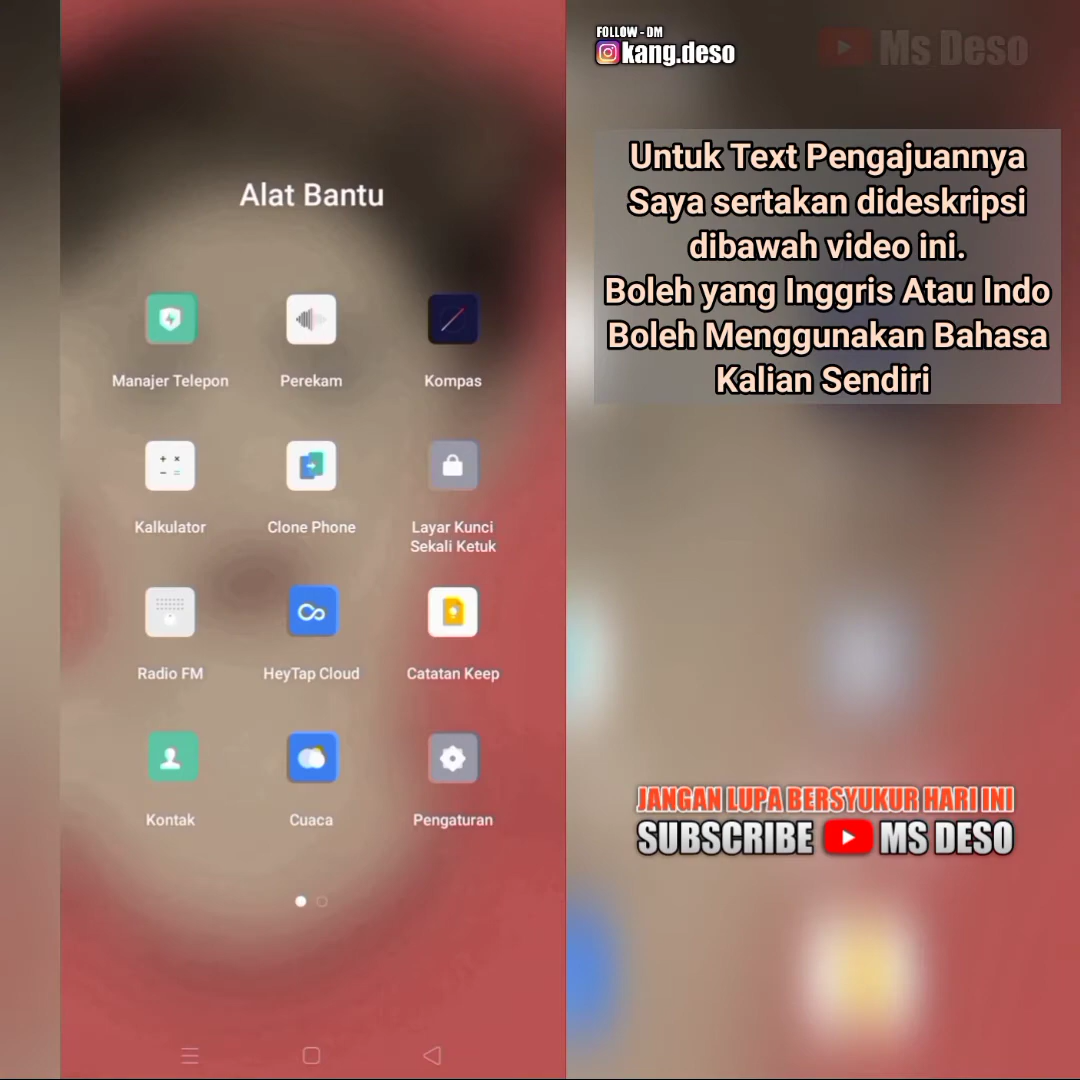 Alat Bantu
Manajer Telepon
Perekam
Kompas
Kalkulator
Clone Phone
Layar Kunci
Sekali Ketuk
Radio FM
HeyTap Cloud
Catatan Keep
Kontak
Cuaca
Pengaturan
FOLLOW - DM
kang.deso
Ms Deso
Untuk Text Pengajuannya
Saya sertakan dideskripsi
dibawah video ini.
Boleh yang Inggris Atau Indo
Boleh Menggunakan Bahasa
Kalian Sendiri
JANGAN LUPA BERSYUKUR HARI INI
SUBSCRIBE MS DESO